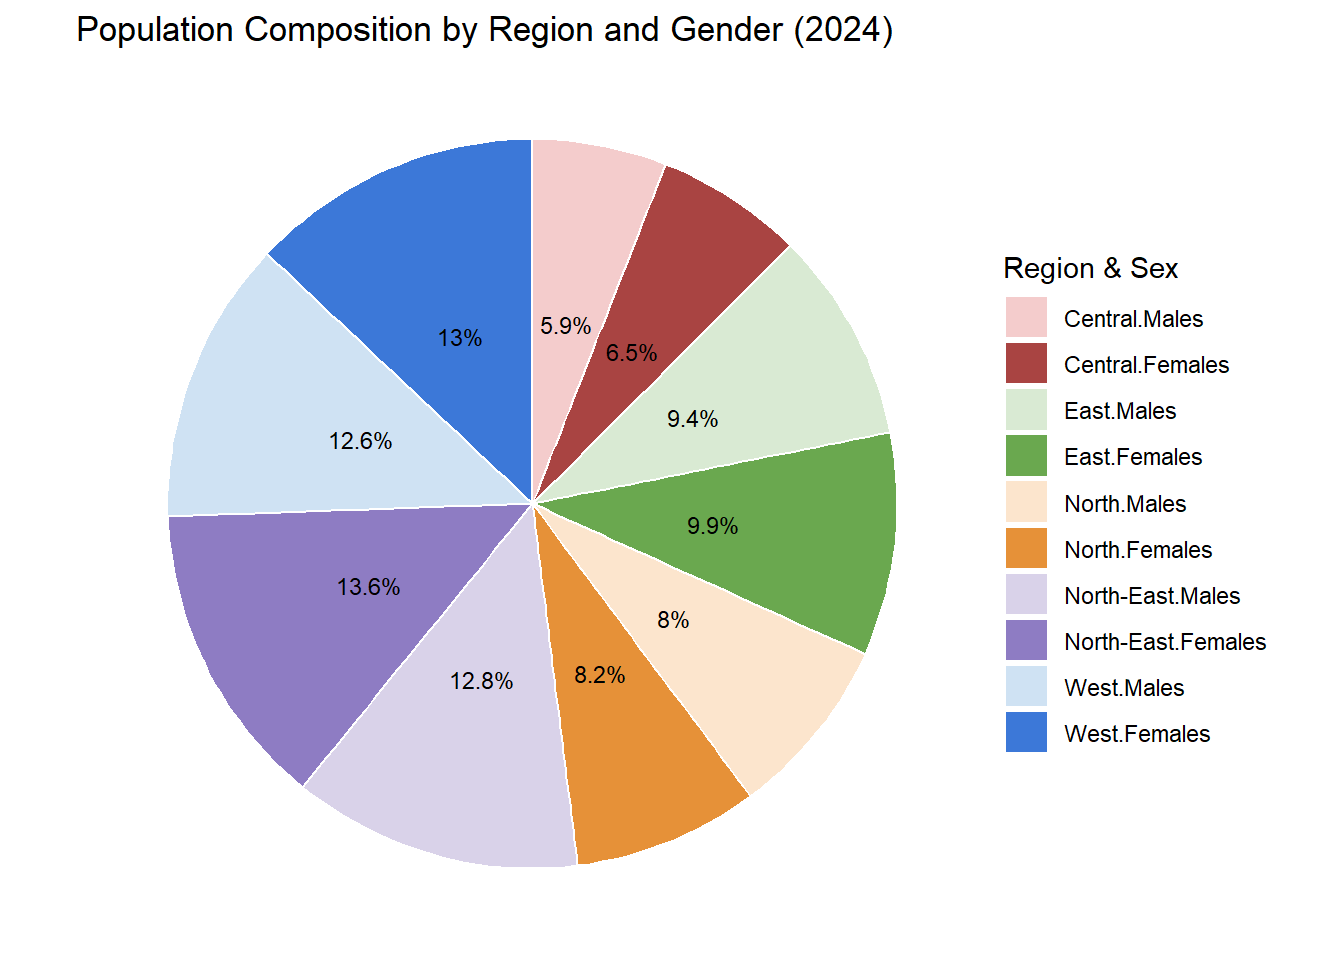 Population Composition by Region and Gender (2024)
13%
5.9%
6.5%
9.4%
12.6%
9.9%
13.6%
8%
12.8%
8.2%
Region & Sex
Central.Males
Central.Females
East.Males
East.Females
North.Males
North.Females
North-East.Males
North-East.Females
West.Males
West.Females